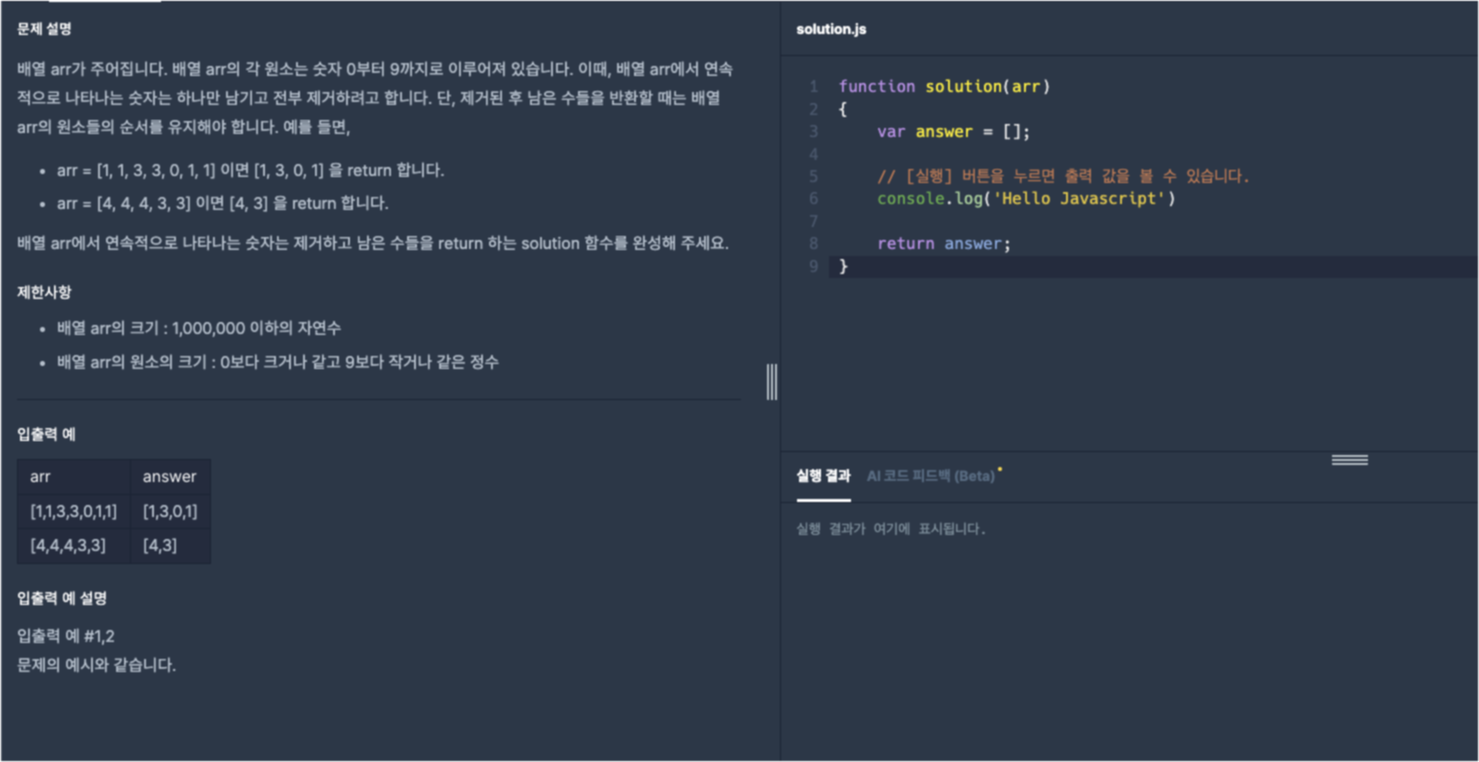 문제 설명
배열 arr가 주어집니다. 배열 arr의 각 원소는 숫자 0부터 9까지로 이루어져 있습니다. 이때, 배열 arr에서 연속
적으로 나타나는 숫자는 하나만 남기고 전부 제거하려고 합니다. 단, 제거된 후 남은 수들을 반환할 때는 배열
arr의 원소들의 순서를 유지해야 합니다. 예를 들면,
• arr = [1, 1, 3, 3, 0, 1, 1] 이면 [1, 3, 0, 1] 을 return 합니다.
• arr = [4, 4, 4, 3, 3] 이면 [4, 3] 을 return 합니다.
배열 arr에서 연속적으로 나타나는 숫자는 제거하고 남은 수들을 return 하는 solution 함수를 완성해 주세요.
제한사항
• 배열 arr의 크기 : 1,000,000 이하의 자연수
• 배열 arr의 원소의 크기 : 0보다 크거나 같고 9보다 작거나 같은 정수
입출력 예
arr answer
[1,1,3,3,0,1,1] [1,3,0,1]
[4,4,4,3,3] [4,3]
입출력 예 설명
입출력 예 #1,2
문제의 예시와 같습니다.
solution.js
1 function solution(arr)
2 {
3     var answer = [];
4
5     // [실행] 버튼을 누르면 출력 값을 볼 수 있습니다.
6     console.log('Hello Javascript')
7
8     return answer;
9 }
실행 결과 AI 코드 피드백 (Beta)
실행 결과가 여기에 표시됩니다.